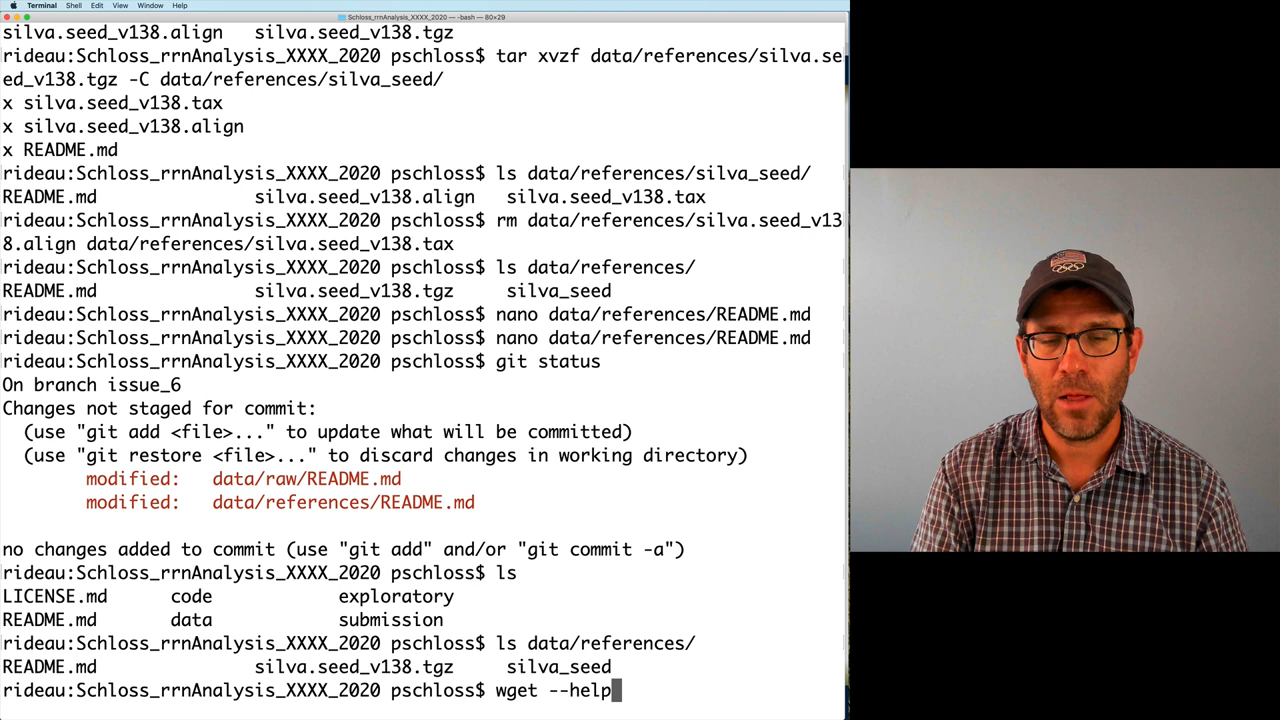 Terminal Shell Edit View Window Help
Schloss_rrnAnalysis_XXXX_2020 — -bash — 80×29
silva.seed_v138.align silva.seed_v138.tgz
rideau:Schloss_rrnAnalysis_XXXX_2020 pschloss$ tar xvzf data/references/silva.se
ed_v138.tgz -C data/references/silva_seed/
x silva.seed_v138.tax
x silva.seed_v138.align
x README.md
rideau:Schloss_rrnAnalysis_XXXX_2020 pschloss$ ls data/references/silva_seed/
README.md silva.seed_v138.align silva.seed_v138.tax
rideau:Schloss_rrnAnalysis_XXXX_2020 pschloss$ rm data/references/silva.seed_v13
8.align data/references/silva.seed_v138.tax
rideau:Schloss_rrnAnalysis_XXXX_2020 pschloss$ ls data/references/
README.md silva.seed_v138.tgz silva_seed
rideau:Schloss_rrnAnalysis_XXXX_2020 pschloss$ nano data/references/README.md
rideau:Schloss_rrnAnalysis_XXXX_2020 pschloss$ nano data/references/README.md
rideau:Schloss_rrnAnalysis_XXXX_2020 pschloss$ git status
On branch issue_6
Changes not staged for commit:
(use "git add <file>..." to update what will be committed)
(use "git restore <file>..." to discard changes in working directory)
modified: data/raw/README.md
modified: data/references/README.md
no changes added to commit (use "git add" and/or "git commit -a")
rideau:Schloss_rrnAnalysis_XXXX_2020 pschloss$ ls
LICENSE.md code exploratory
README.md data submission
rideau:Schloss_rrnAnalysis_XXXX_2020 pschloss$ ls data/references/
README.md silva.seed_v138.tgz silva_seed
rideau:Schloss_rrnAnalysis_XXXX_2020 pschloss$ wget --help